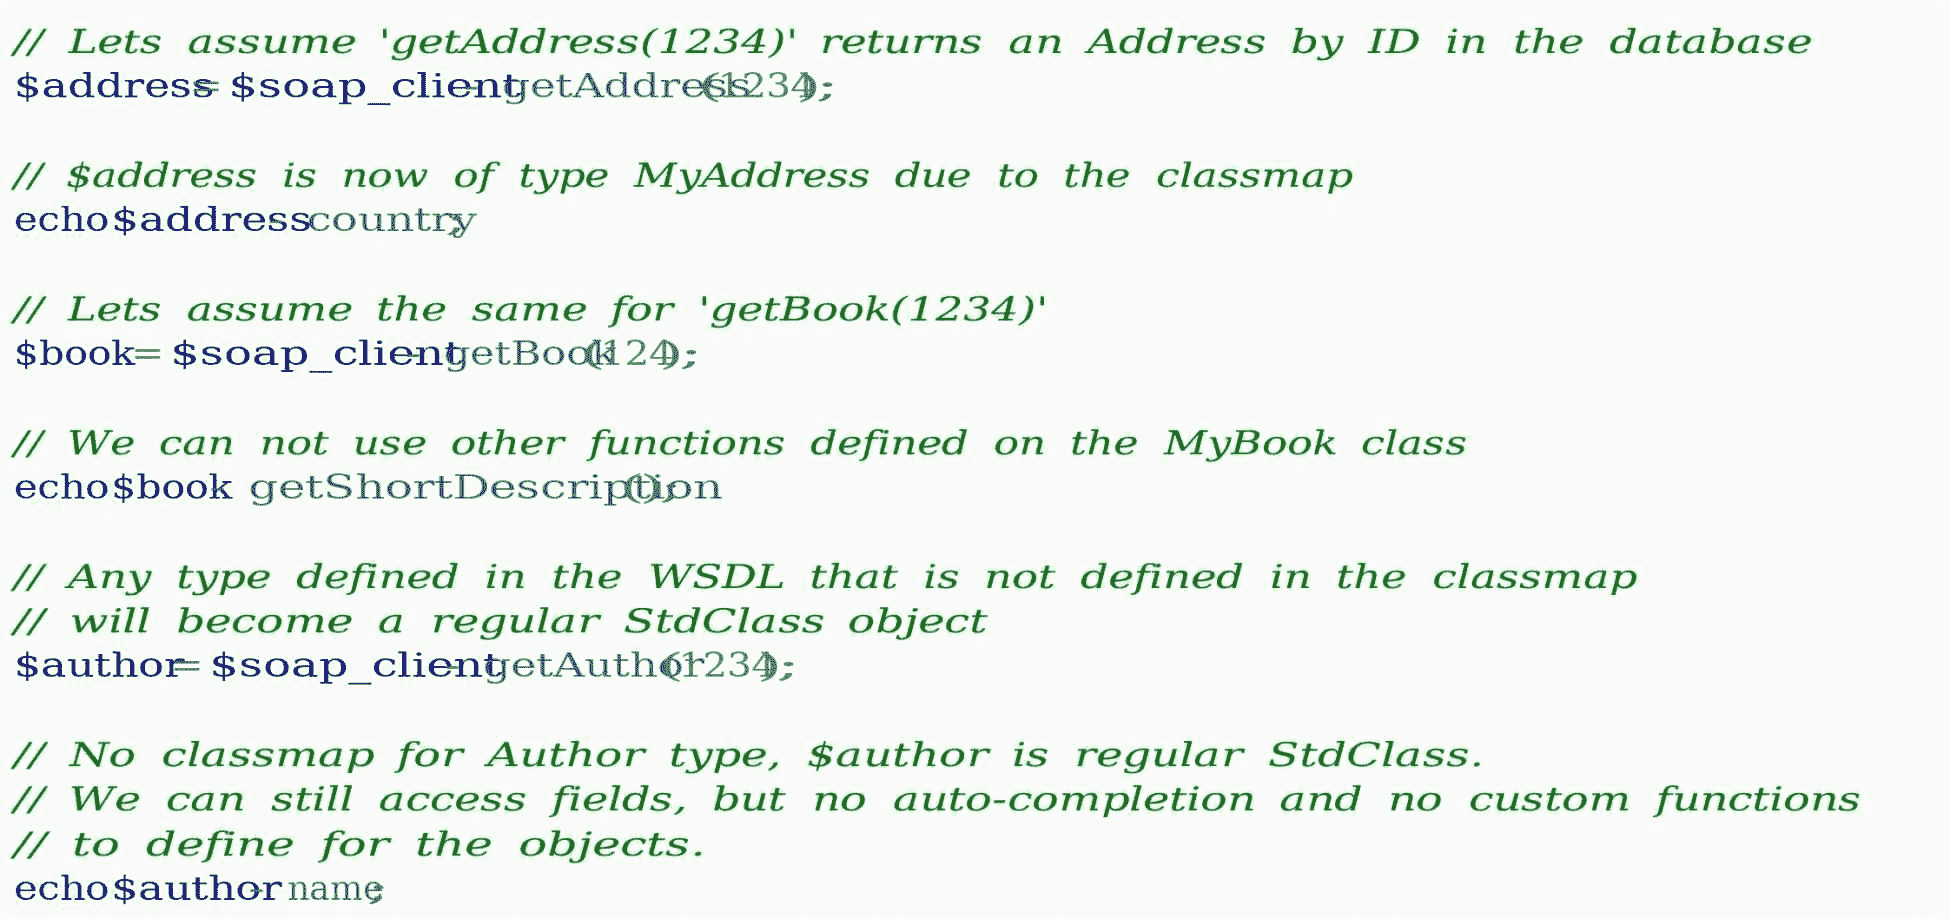 // Lets assume 'getAddress(1234)' returns an Address by ID in the database
$address= $soap_client-getAddress(1234);
// $address is now of type MyAddress due to the classmap
echo$addresscountry;
// Lets assume the same for 'getBook(1234)'
$book= $soap_client-getBook(124);
// We can not use other functions defined on the MyBook class
echo$book getShortDescription();
// Any type defined in the WSDL that is not defined in the classmap
// will become a regular StdClass object
$author= $soap_client-getAuthor(1234);
// No classmap for Author type, $author is regular StdClass.
// We can still access fields, but no auto-completion and no custom functions
// to define for the objects.
echo$author-name;